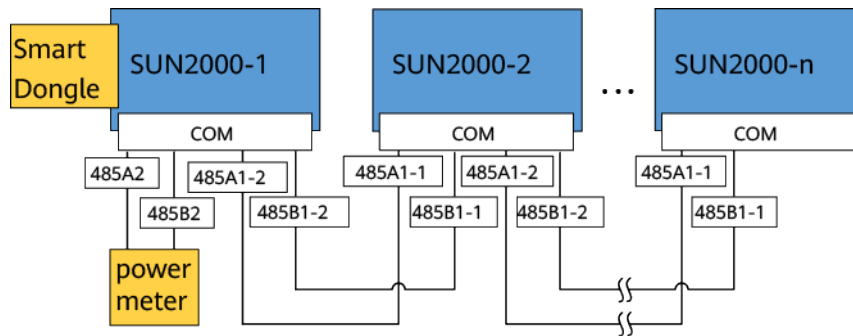 Smart
Dongle
SUN2000-1
SUN2000-2
...
SUN2000-n
COM
COM
COM
485A2
485A1-2
485A1-1
485A1-2
485A1-1
485B2
485B1-2
485B1-1
485B1-2
485B1-1
power
meter